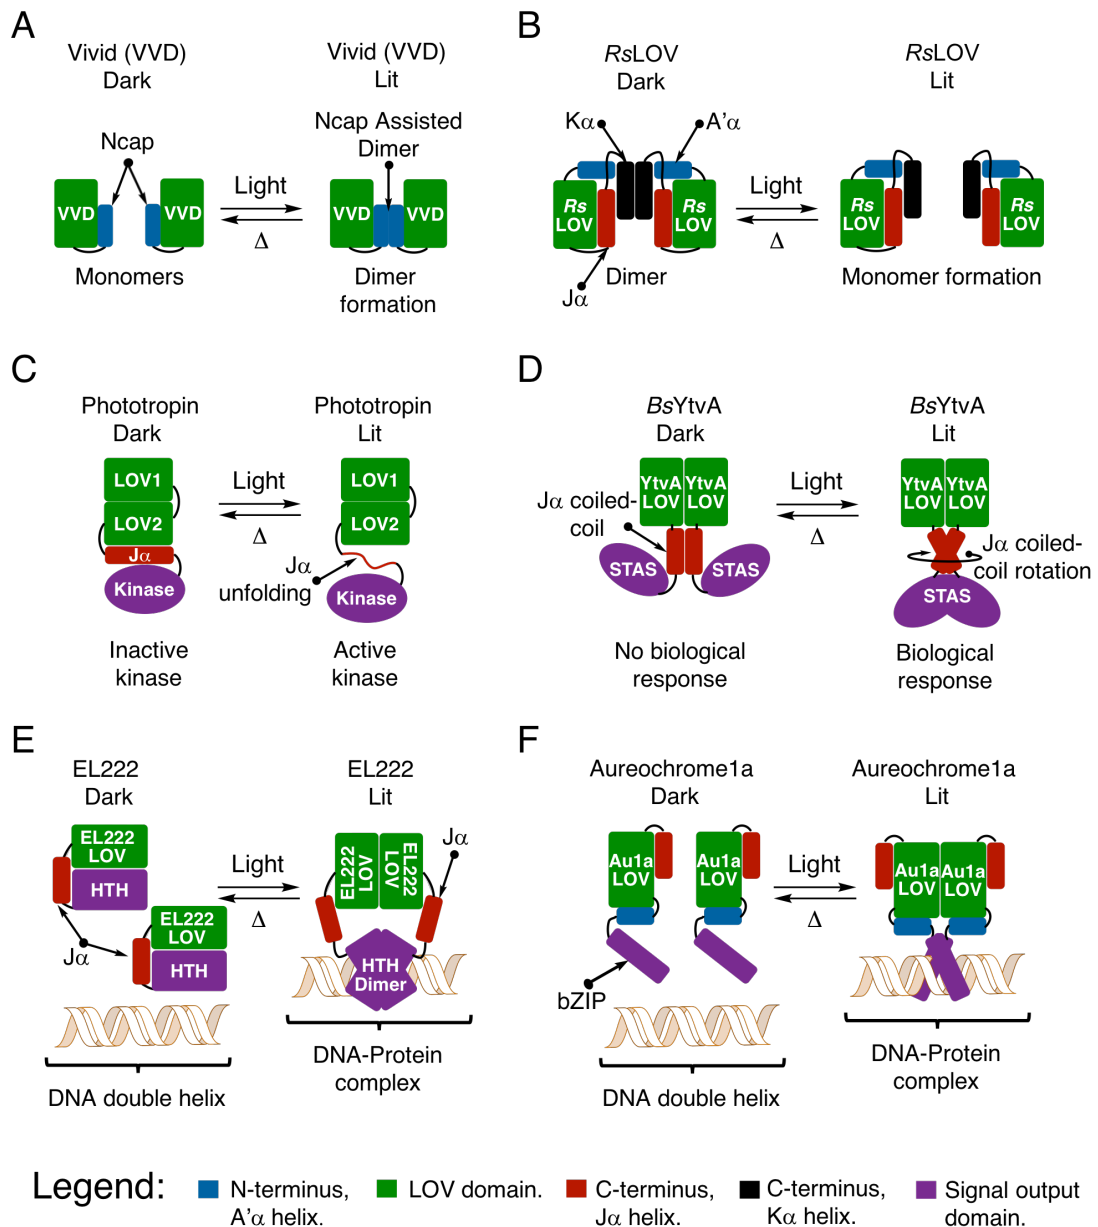 A
Vivid (VVD)
Dark
Vivid (VVD)
Lit
Ncap
Ncap Assisted
Dimer
VVD
VVD
Light
Δ
VVD
VVD
Monomers
Dimer
formation
B
RsLOV
Dark
RsLOV
Lit
Kα
A'α
Rs
LOV
Rs
LOV
Light
Δ
Rs
LOV
Rs
LOV
Jα
Dimer
Monomer formation
C
Phototropin
Dark
Phototropin
Lit
LOV1
LOV2
Jα
Kinase
Light
Δ
LOV1
LOV2
Jα
unfolding
Kinase
Inactive
kinase
Active
kinase
D
BsYtvA
Dark
BsYtvA
Lit
YtvA
LOV
YtvA
LOV
Jα coiled-
coil
STAS
STAS
Light
Δ
YtvA
LOV
YtvA
LOV
Jα coiled-
coil rotation
STAS
No biological
response
Biological
response
E
EL222
Dark
EL222
Lit
EL222
LOV
HTH
EL222
LOV
HTH
Jα
Light
Δ
EL222
LOV
EL222
LOV
Jα
HTH
Dimer
DNA double helix
DNA-Protein
complex
F
Aureochrome1a
Dark
Aureochrome1a
Lit
Au1a
LOV
Au1a
LOV
bZIP
Light
Δ
Au1a
LOV
Au1a
LOV
DNA double helix
DNA-Protein
complex
Legend:
N-terminus,
A'α helix.
LOV domain.
C-terminus,
Jα helix.
C-terminus,
Kα helix.
Signal output
domain.